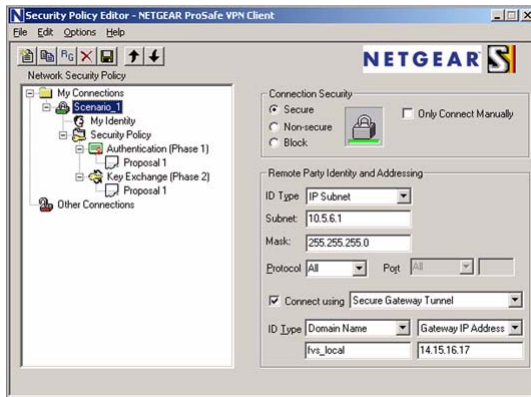 Security Policy Editor - NETGEAR ProSafe VPN Client
File Edit Options Help
NETGEAR
Network Security Policy
My Connections
Scenario_1
My Identity
Security Policy
Authentication (Phase 1)
Proposal 1
Key Exchange (Phase 2)
Proposal 1
Other Connections
Connection Security
Secure
Non-secure
Block
Only Connect Manually
Remote Party Identity and Addressing
ID Type IP Subnet
Subnet: 10.5.6.1
Mask: 255.255.255.0
Protocol All Port All
Connect using Secure Gateway Tunnel
ID Type Domain Name Gateway IP Address
fvs_local 14.15.16.17